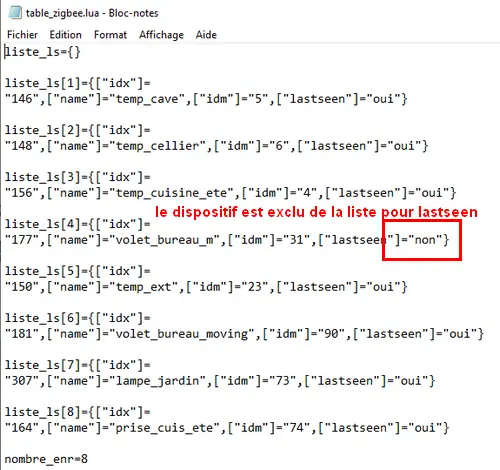 table_zigbee.lua - Bloc-notes
Fichier Edition Format Affichage Aide
liste_ls={}
liste_ls[1]={["idx"]=
"146",["name"]="temp_cave",["idm"]="5",["lastseen"]="oui"}
liste_ls[2]={["idx"]=
"148",["name"]="temp_cellier",["idm"]="6",["lastseen"]="oui"}
liste_ls[3]={["idx"]=
"156",["name"]="temp_cuisine_ete",["idm"]="4",["lastseen"]="oui"}
le dispositif est exclu de la liste pour lastseen
liste_ls[4]={["idx"]=
"177",["name"]="volet_bureau_m",["idm"]="31",["lastseen"]="non"}
liste_ls[5]={["idx"]=
"150",["name"]="temp_ext",["idm"]="23",["lastseen"]="oui"}
liste_ls[6]={["idx"]=
"181",["name"]="volet_bureau_moving",["idm"]="90",["lastseen"]="oui"}
liste_ls[7]={["idx"]=
"307",["name"]="lampe_jardin",["idm"]="73",["lastseen"]="oui"}
liste_ls[8]={["idx"]=
"164",["name"]="prise_cuis_ete",["idm"]="74",["lastseen"]="oui"}
nombre_enr=8